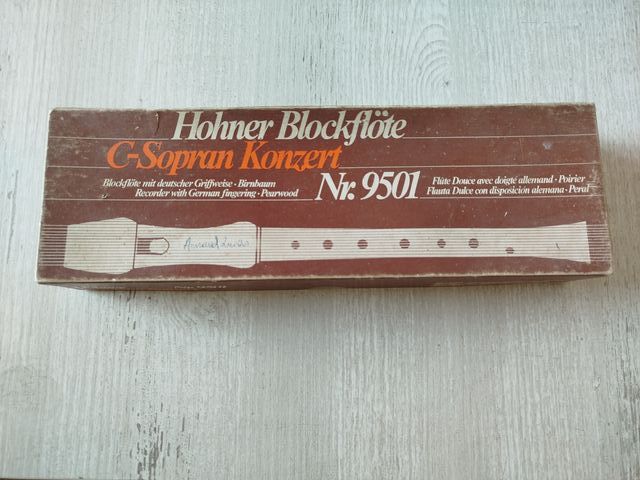 Hohner Blockflöte
C-Sopran Konzert
Nr. 9501
Blockflöte mit deutscher Griffweise · Birnbaum
Recorder with German fingering · Pearwood
Flûte Douce avec doigté allemand · Poirier
Flauta Dulce con disposición alemana · Peral